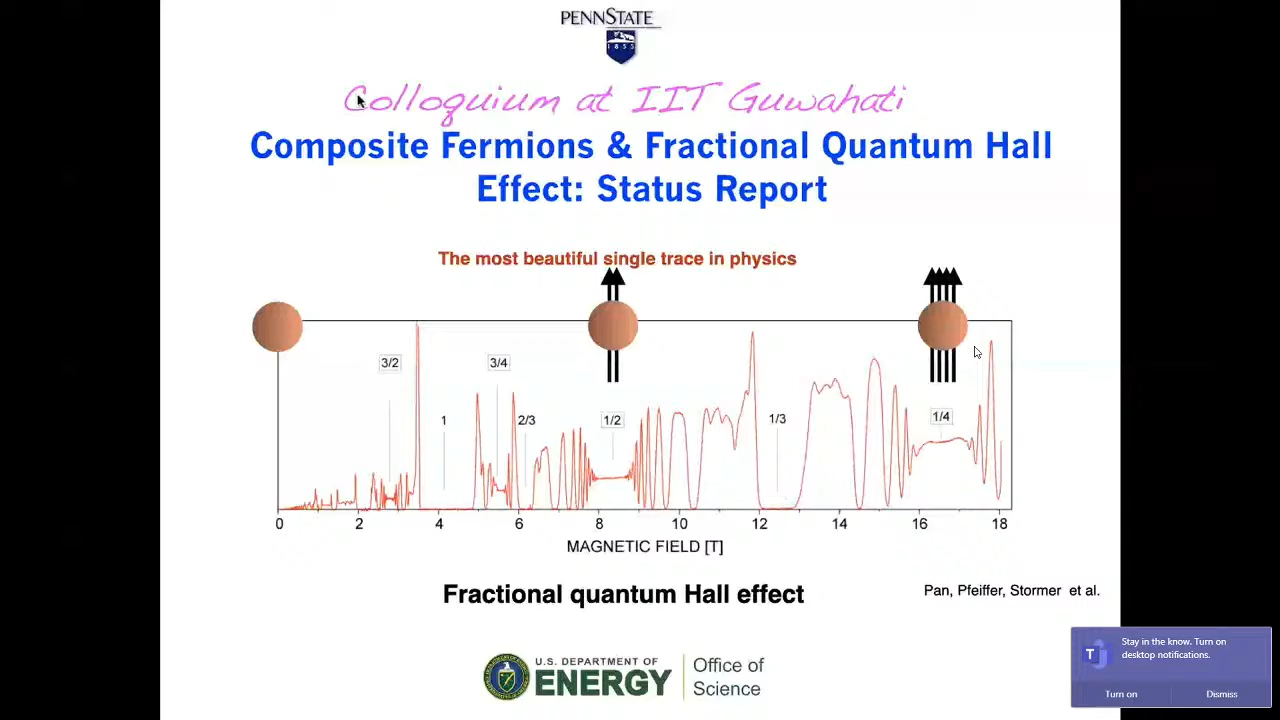 PENNSTATE
1855
Colloquium at IIT Guwahati
Composite Fermions & Fractional Quantum Hall
Effect: Status Report
The most beautiful single trace in physics
3/2
3/4
1
2/3
1/2
1/3
1/4
0 2 4 6 8 10 12 14 16 18
MAGNETIC FIELD [T]
Fractional quantum Hall effect
Pan, Pfeiffer, Stormer et al.
U.S. DEPARTMENT OF
ENERGY
Office of
Science
T
Stay in the know. Turn on
desktop notifications.
Turn on
Dismiss